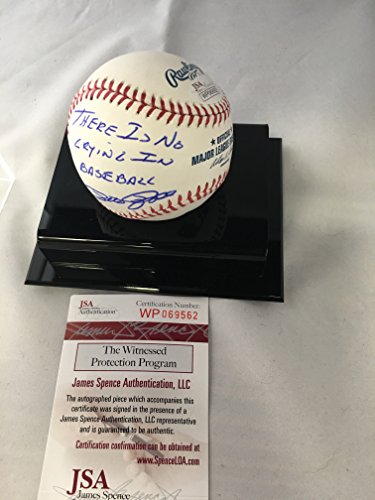 Rawlings
THERE IS NO
CRYING IN
BASEBALL
OFFICIAL
MAJOR LEAGUE
JSA
Authentication
Certification Number:
WP069562
The Witnessed
Protection Program
James Spence Authentication, LLC
The autographed piece which accompanies this
certificate was signed in the presence of a
James Spence Authentication, LLC representative
and is guaranteed to be authentic.
Certification confirmation can be obtained at
www.SpenceLOA.com
JSA
James Spence